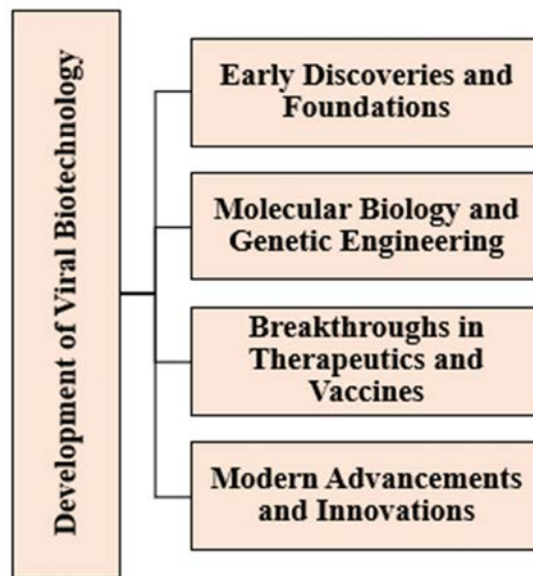 Development of Viral Biotechnology
Early Discoveries and
Foundations
Molecular Biology and
Genetic Engineering
Breakthroughs in
Therapeutics and
Vaccines
Modern Advancements
and Innovations